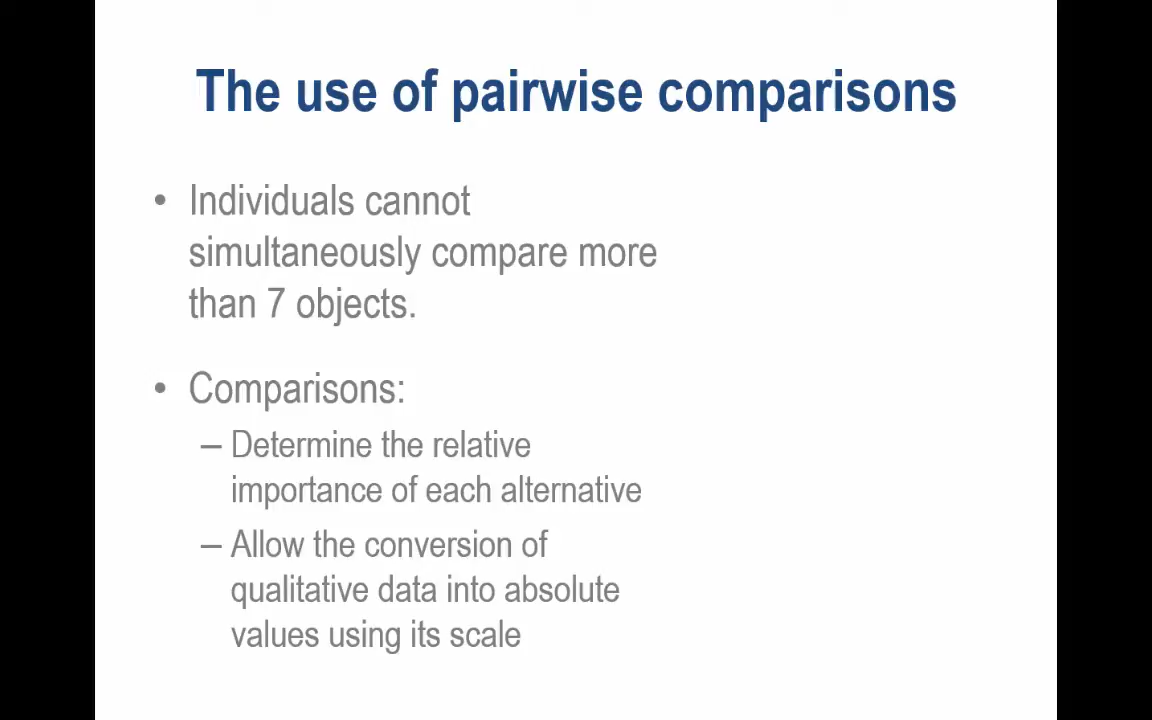 The use of pairwise comparisons
• Individuals cannot
simultaneously compare more
than 7 objects.
• Comparisons:
– Determine the relative
importance of each alternative
– Allow the conversion of
qualitative data into absolute
values using its scale